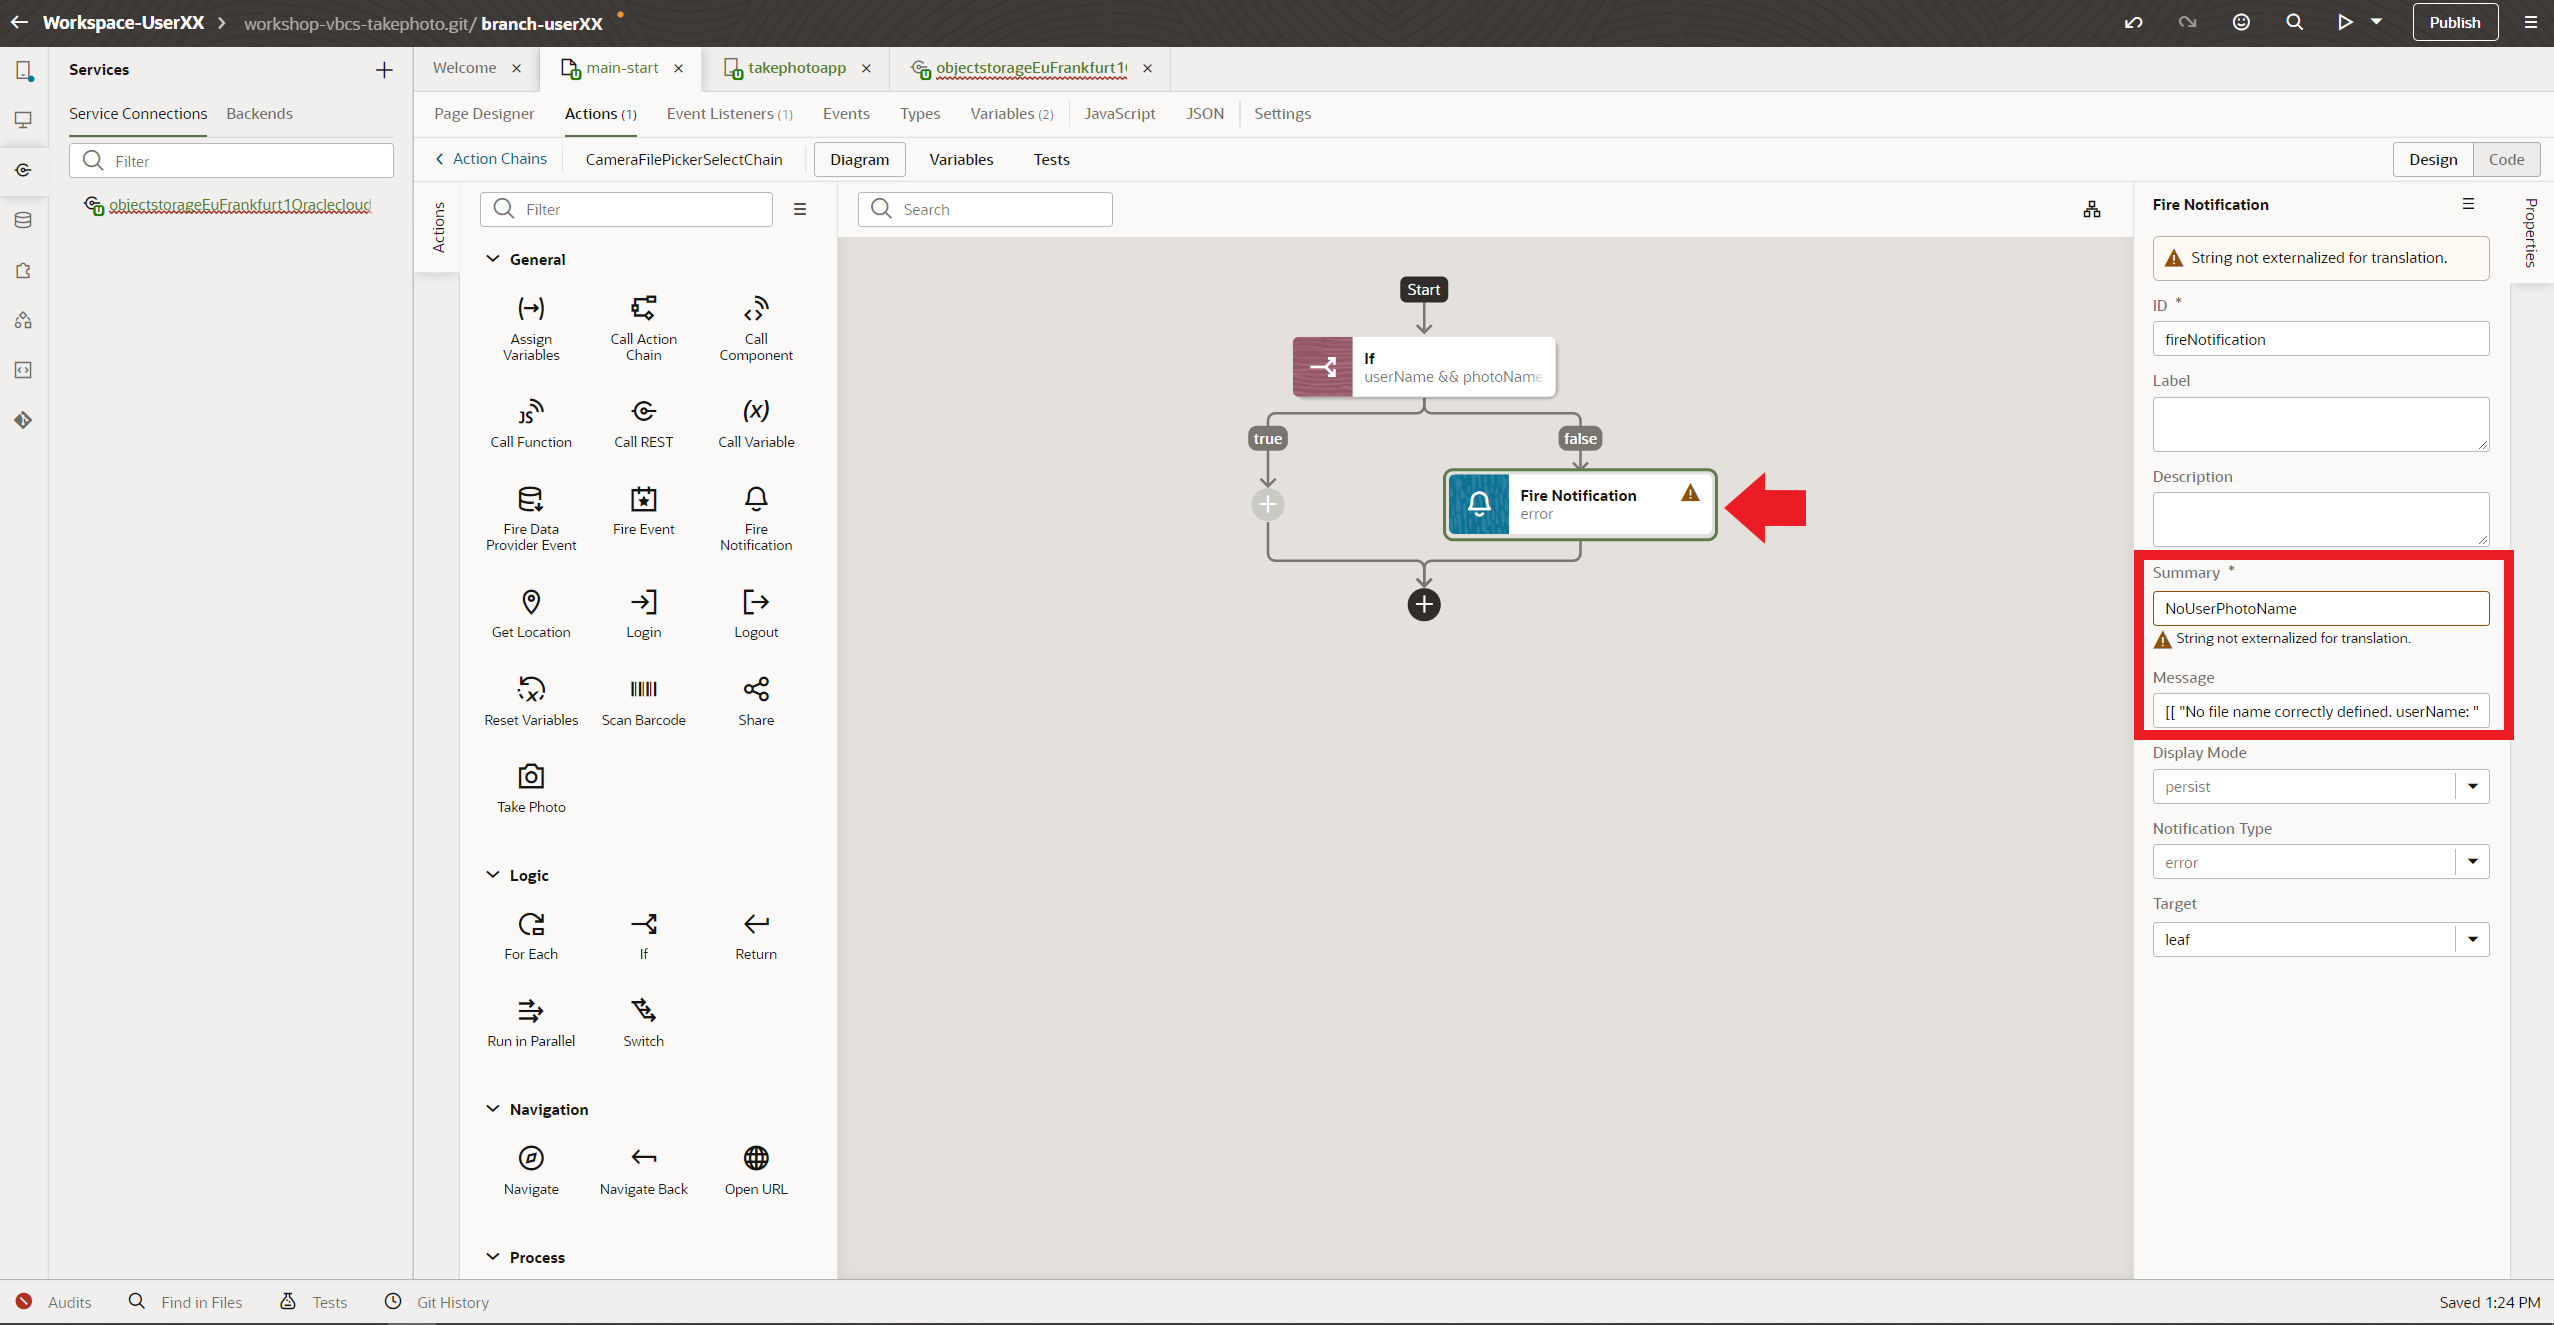 Workspace-UserXX
workshop-vbcs-takephoto.git/ branch-userXX
Publish
Services
Service Connections
Backends
Filter
objectstorageEuFrankfurt1Oraclecloud
Welcome
main-start
takephotoapp
objectstorageEuFrankfurt1
Page Designer
Actions (1)
Event Listeners (1)
Events
Types
Variables (2)
JavaScript
JSON
Settings
Action Chains
CameraFilePickerSelectChain
Diagram
Variables
Tests
Design
Code
Actions
Filter
General
Assign
Variables
Call Action
Chain
Call
Component
JS
Call Function
Call REST
(x)
Call Variable
Fire Data
Provider Event
Fire Event
Fire
Notification
Get Location
Login
Logout
Reset Variables
Scan Barcode
Share
Take Photo
Logic
For Each
If
Return
Run in Parallel
Switch
Navigation
Navigate
Navigate Back
Open URL
Process
Search
Start
If
userName && photoName
true
false
Fire Notification
error
Fire Notification
Properties
String not externalized for translation.
ID *
fireNotification
Label
Description
Summary *
NoUserPhotoName
String not externalized for translation.
Message
[[ "No file name correctly defined. userName: "
Display Mode
persist
Notification Type
error
Target
leaf
Audits
Find in Files
Tests
Git History
Saved 1:24 PM